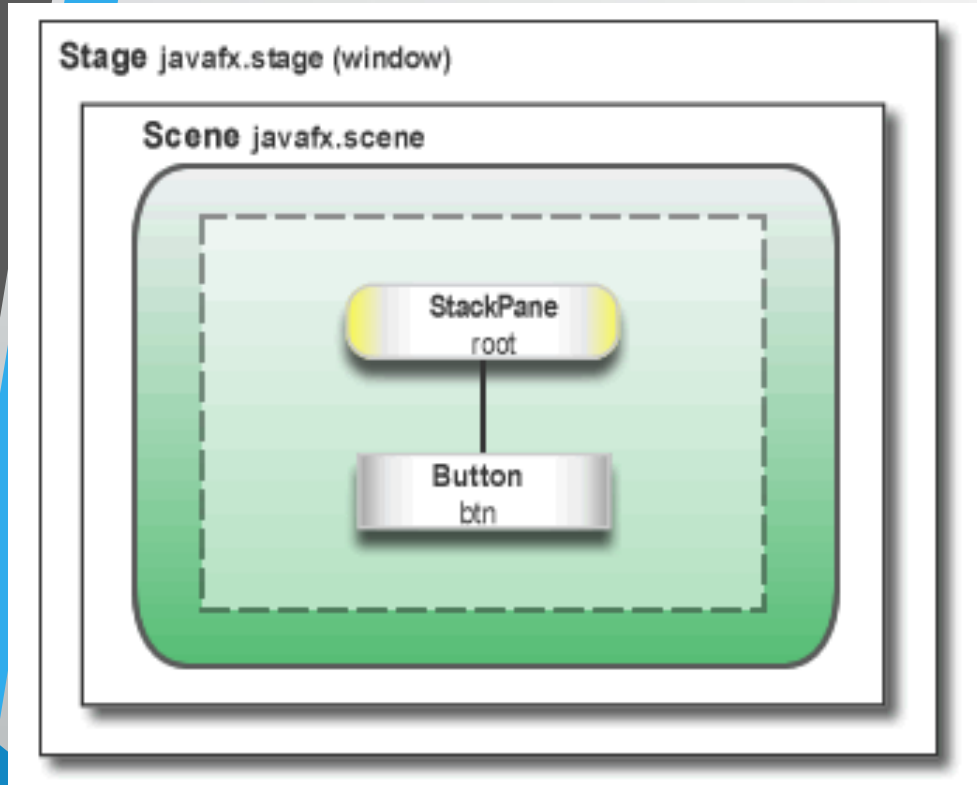 Stage javafx.stage (window)
Scene javafx.scene
StackPane
root
Button
btn